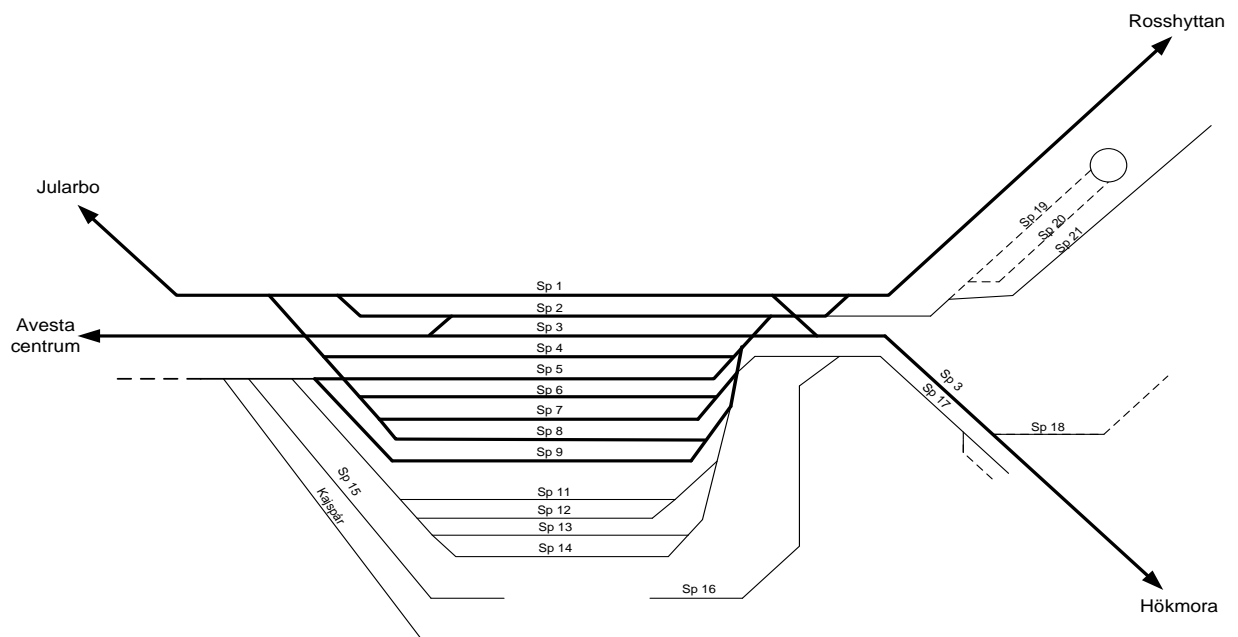 Rosshyttan
Jularbo
Sp 19
Sp 20
Sp 21
Sp 1
Sp 2
Avesta
centrum
Sp 3
Sp 4
Sp 5
Sp 3
Sp 6
Sp 17
Sp 7
Sp 8
Sp 18
Sp 9
Sp 15
Kajspår
Sp 11
Sp 12
Sp 13
Sp 14
Sp 16
Hökmora